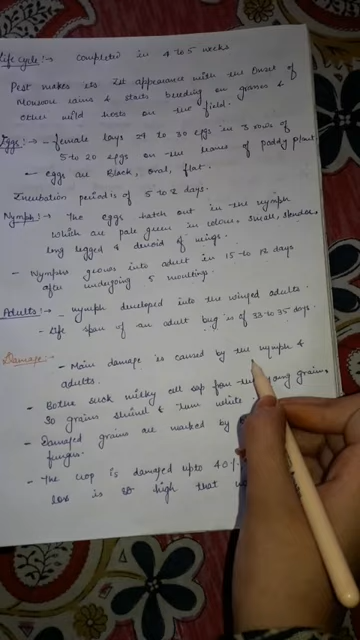 Life cycle :→ Completed in 4 to 5 weeks
Pest makes its 1st appearance with the onset of
Monsoon rains & starts breeding on grasses &
other wild hosts on the field.
Eggs :→ – female lays 24 to 30 eggs in 3 rows of
5 to 20 eggs on the leaves of paddy plant
– eggs are Black, oval, flat.
Incubation period is of 5 to 8 days.
Nymph :→ The eggs hatch out in the nymph
which are pale green in colour, small, slender,
long legged & devoid of wings.
– Nymphs grows into adult in 15 to 17 days
after undergoing 5 moultings.
Adults :→ – nymph developed into the winged adults.
– life span of an adult bug is of 33 to 35 days.
Damage :→
– Main damage is caused by the nymph &
adults.
– Bothe suck milky cell sap from the young grain,
so grains shrivel & turn white
– Damaged grains are marked by
fungus.
– The crop is damaged upto 40%
loss is so high that